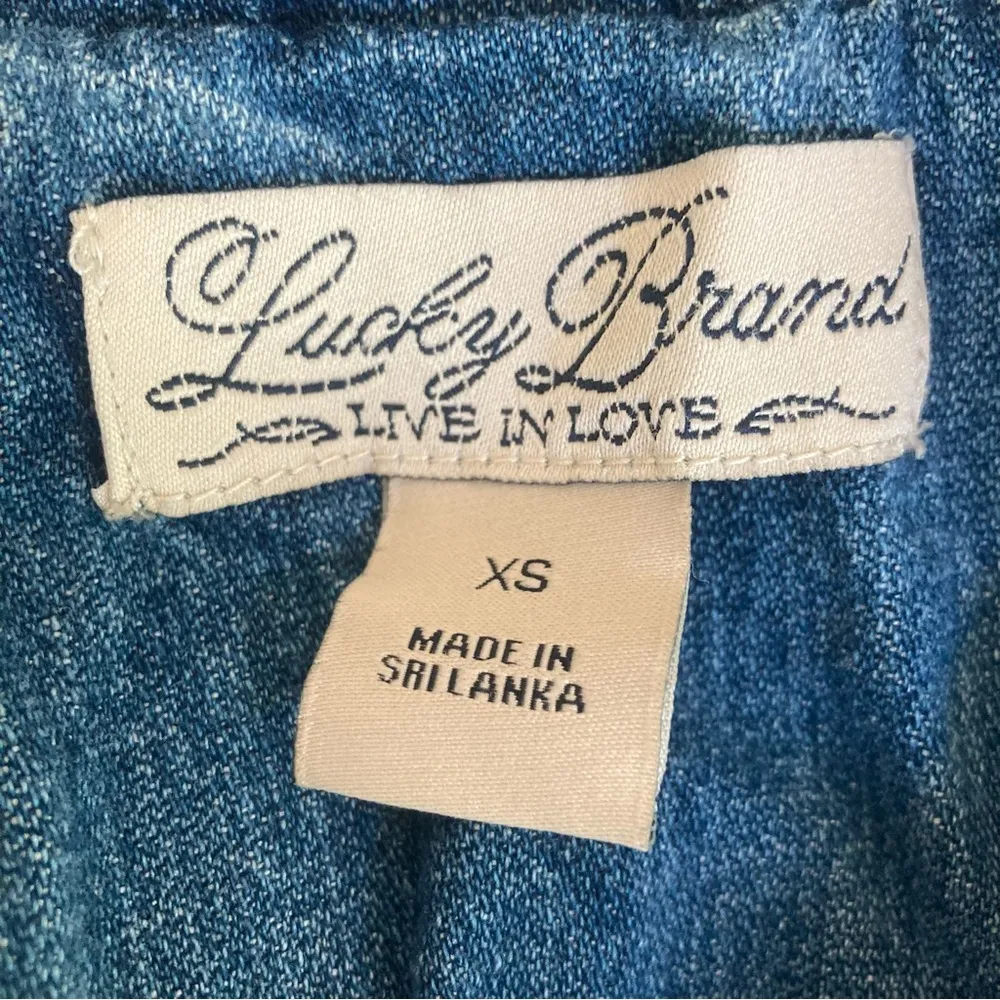 Lucky Brand
LIVE IN LOVE
XS
MADE IN
SRI LANKA